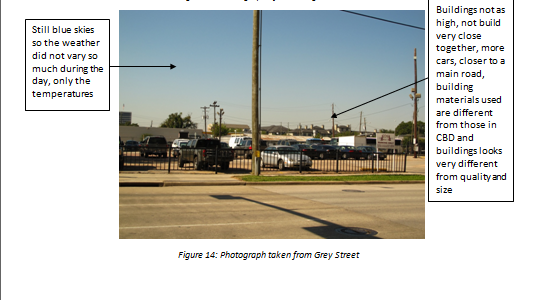 Still blue skies
so the weather
did not vary so
much during the
day, only the
temperatures
Buildings not as
high, not build
very close
together, more
cars, closer to a
main road,
building
materials used
are different
from those in
CBD and
buildings looks
very different
from quality and
size
Figure 14: Photograph taken from Grey Street